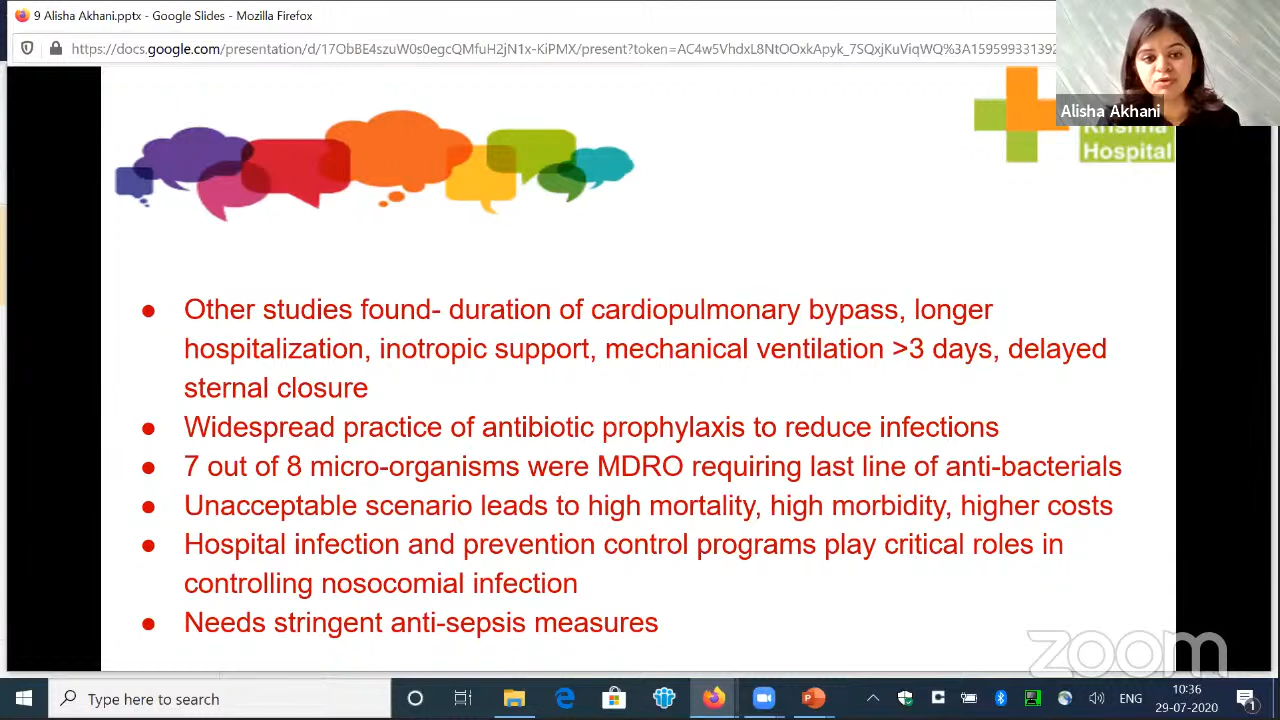 9 Alisha Akhani.pptx - Google Slides - Mozilla Firefox
https://docs.google.com/presentation/d/17ObBE4szuW0s0egcQMfuH2jN1x-KiPMX/present?token=AC4w5VhdxL8NtOOxkApyk_7SQxjKuViqWQ%3A159599331392
Alisha Akhani
Krishna
Hospital
● Other studies found- duration of cardiopulmonary bypass, longer
hospitalization, inotropic support, mechanical ventilation >3 days, delayed
sternal closure
● Widespread practice of antibiotic prophylaxis to reduce infections
● 7 out of 8 micro-organisms were MDRO requiring last line of anti-bacterials
● Unacceptable scenario leads to high mortality, high morbidity, higher costs
● Hospital infection and prevention control programs play critical roles in
controlling nosocomial infection
● Needs stringent anti-sepsis measures
zoom
Type here to search
ENG
10:36
29-07-2020
1